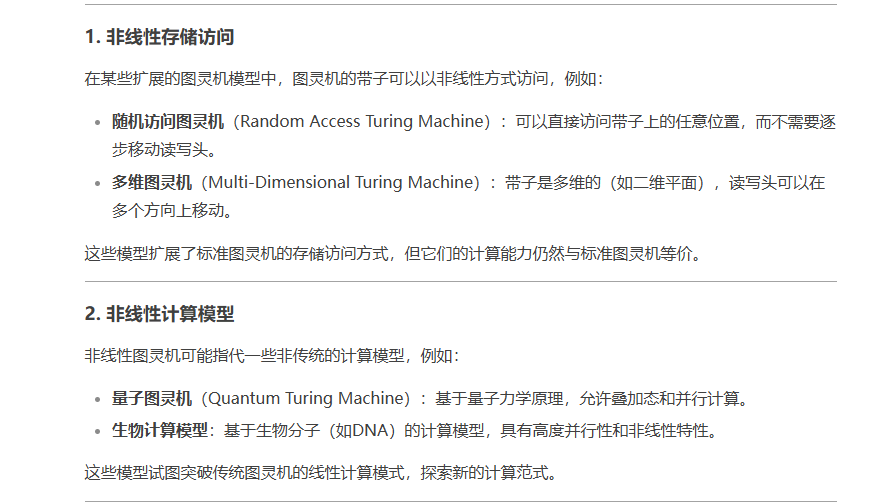 1. 非线性存储访问
在某些扩展的图灵机模型中，图灵机的带子可以以非线性方式访问，例如：
随机访问图灵机（Random Access Turing Machine）：可以直接访问带子上的任意位置，而不需要逐
步移动读写头。
多维图灵机（Multi-Dimensional Turing Machine）：带子是多维的（如二维平面），读写头可以在
多个方向上移动。
这些模型扩展了标准图灵机的存储访问方式，但它们的计算能力仍然与标准图灵机等价。
2. 非线性计算模型
非线性图灵机可能指代一些非传统的计算模型，例如：
量子图灵机（Quantum Turing Machine）：基于量子力学原理，允许叠加态和并行计算。
生物计算模型：基于生物分子（如DNA）的计算模型，具有高度并行性和非线性特性。
这些模型试图突破传统图灵机的线性计算模式，探索新的计算范式。